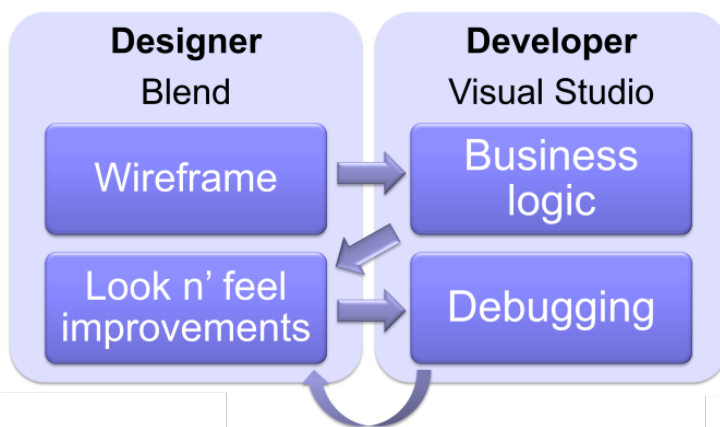 Designer
Blend
Wireframe
Look n’ feel
improvements
Developer
Visual Studio
Business
logic
Debugging